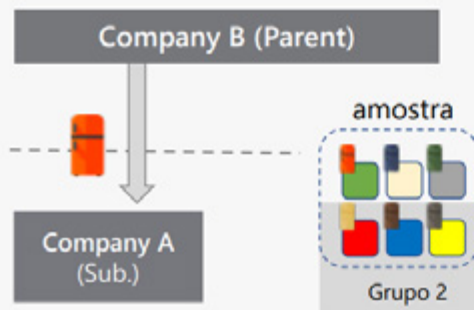 Company B (Parent)
amostra
Company A
(Sub.)
Grupo 2